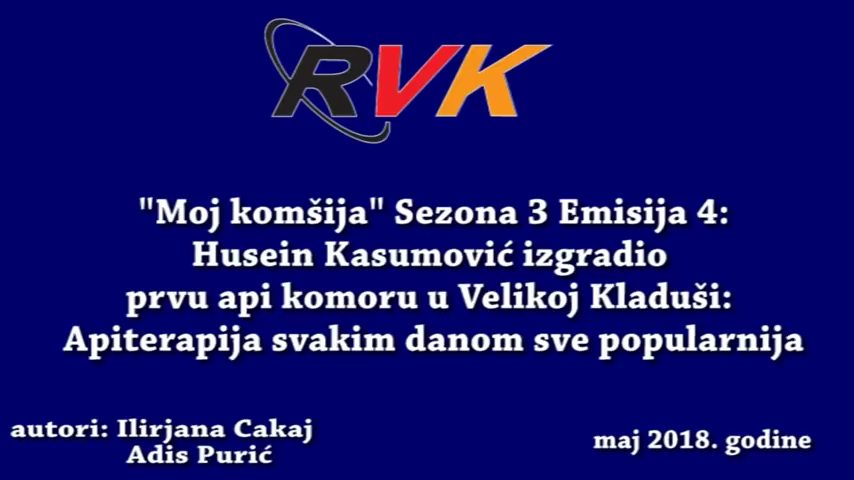 RVK
"Moj komšija" Sezona 3 Emisija 4:
Husein Kasumović izgradio
prvu api komoru u Velikoj Kladuši:
Apiterapija svakim danom sve popularnija
autori: Ilirjana Cakaj
Adis Purić
maj 2018. godine